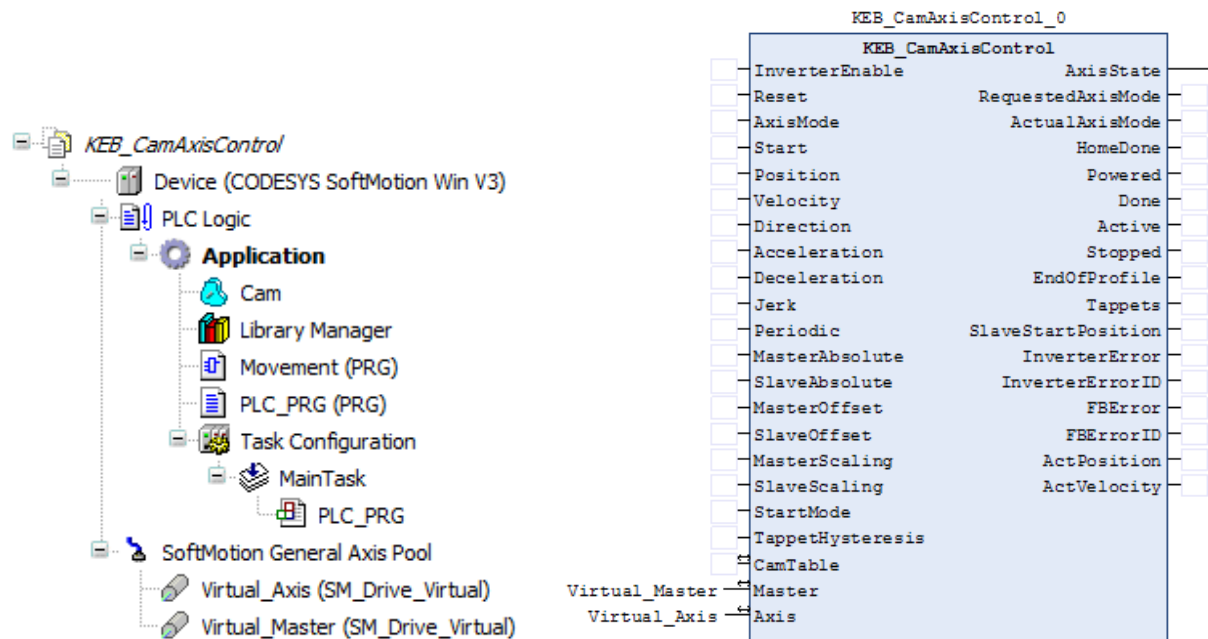 KEB_CamAxisControl
Device (CODESYS SoftMotion Win V3)
PLC Logic
Application
Cam
Library Manager
Movement (PRG)
PLC_PRG (PRG)
Task Configuration
MainTask
PLC_PRG
SoftMotion General Axis Pool
Virtual_Axis (SM_Drive_Virtual)
Virtual_Master (SM_Drive_Virtual)
KEB_CamAxisControl_0
KEB_CamAxisControl
InverterEnable AxisState
Reset RequestedAxisMode
AxisMode ActualAxisMode
Start HomeDone
Position Powered
Velocity Done
Direction Active
Acceleration Stopped
Deceleration EndOfProfile
Jerk Tappets
Periodic SlaveStartPosition
MasterAbsolute InverterError
SlaveAbsolute InverterErrorID
MasterOffset FBError
SlaveOffset FBErrorID
MasterScaling ActPosition
SlaveScaling ActVelocity
StartMode
TappetHysteresis
CamTable
Virtual_Master Master
Virtual_Axis Axis